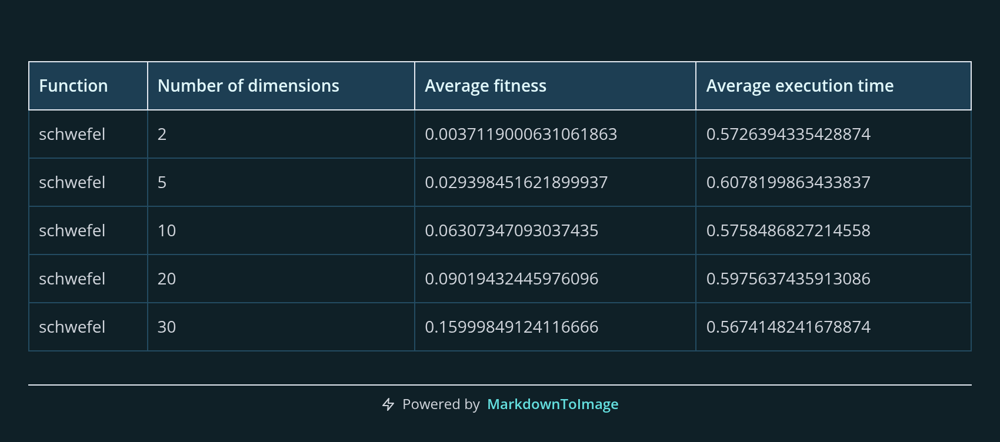 Function Number of dimensions Average fitness Average execution time
schwefel 2 0.0037119000631061863 0.5726394335428874
schwefel 5 0.029398451621899937 0.6078199863433837
schwefel 10 0.06307347093037435 0.5758486827214558
schwefel 20 0.09019432445976096 0.5975637435913086
schwefel 30 0.15999849124116666 0.5674148241678874
Powered by MarkdownToImage